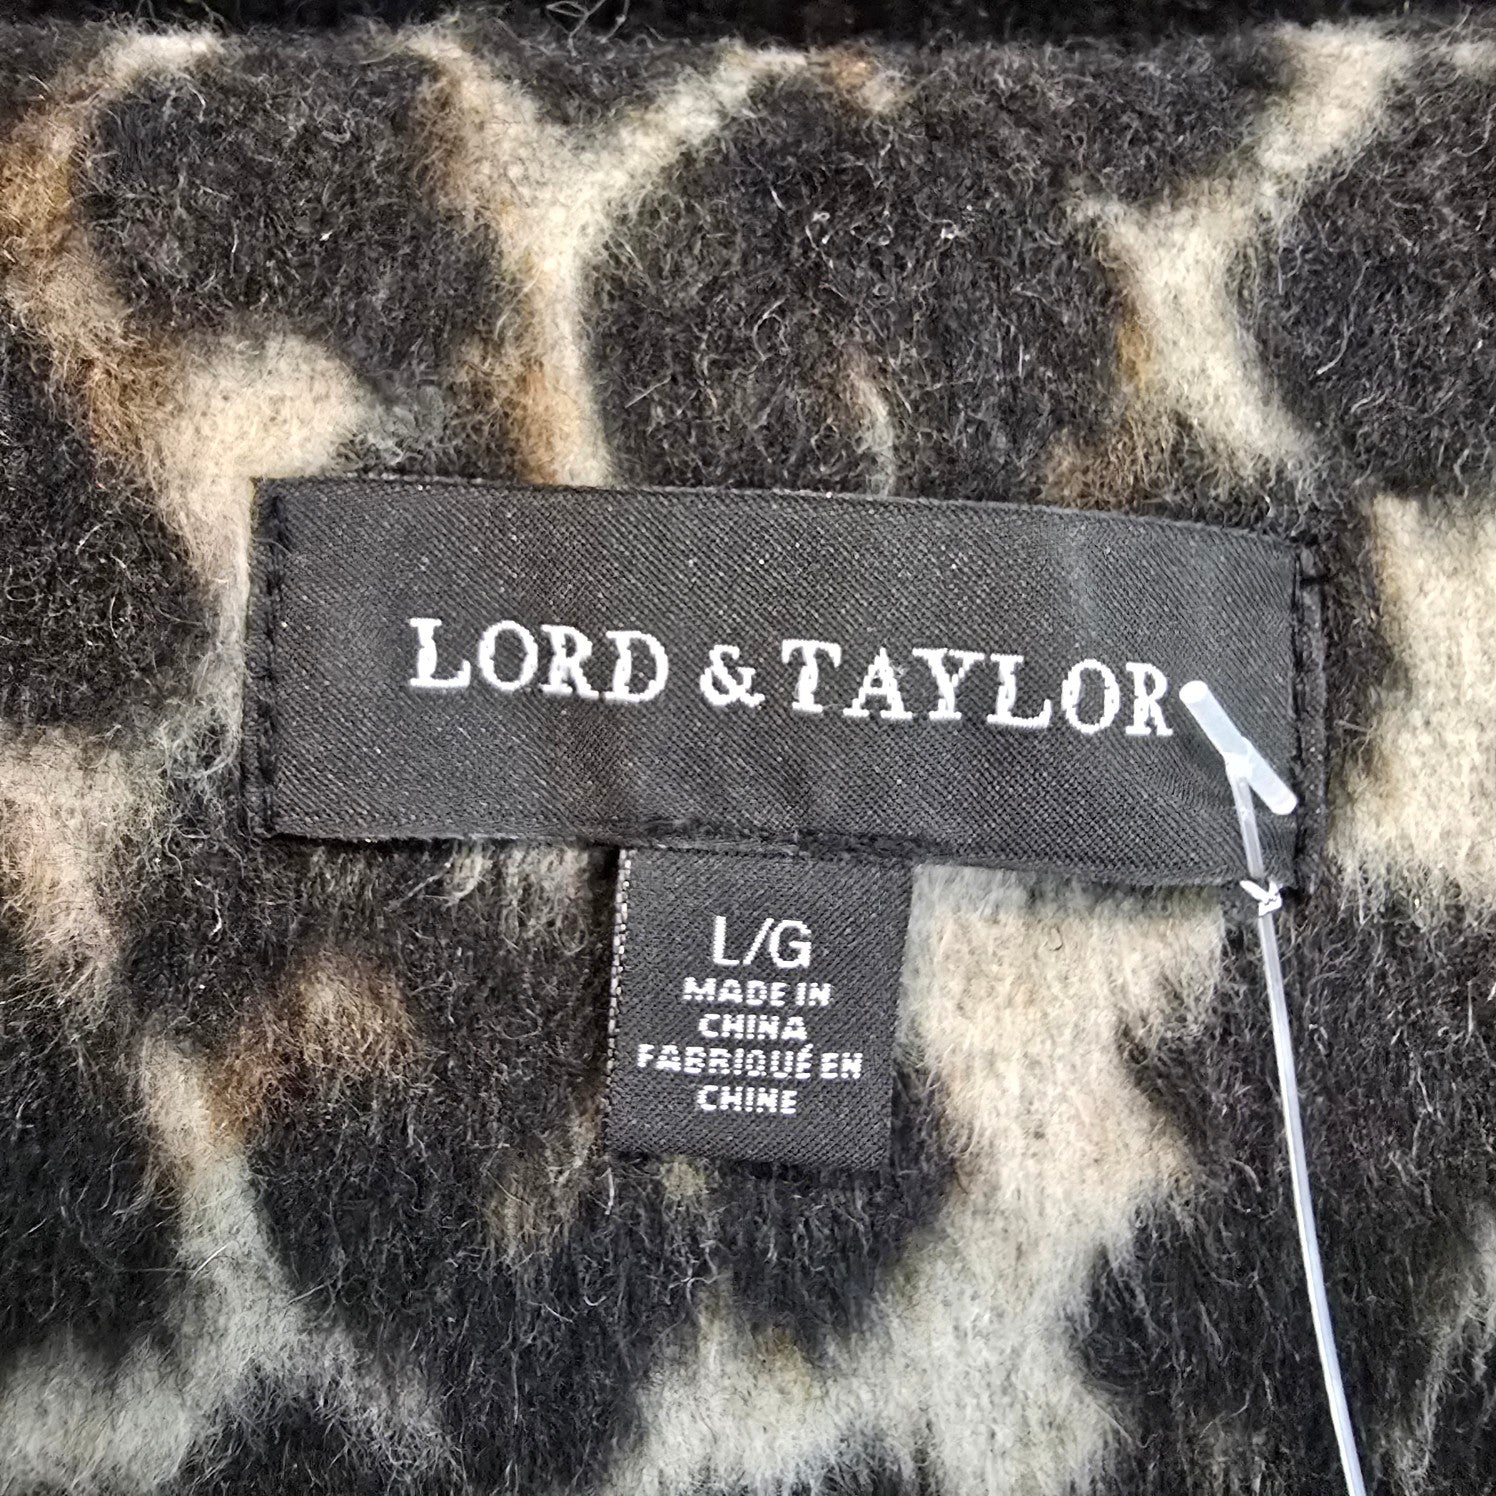 LORD & TAYLOR
L/G
MADE IN
CHINA
FABRIQUÉ EN
CHINE